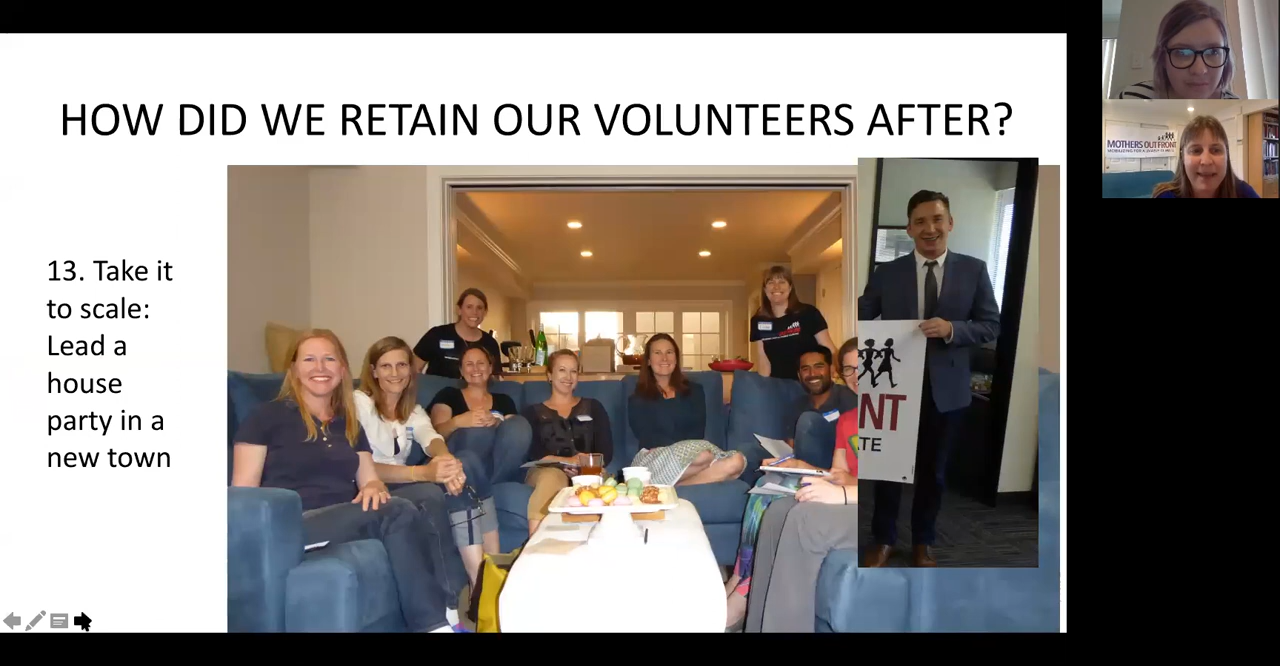 HOW DID WE RETAIN OUR VOLUNTEERS AFTER?
13. Take it
to scale:
Lead a
house
party in a
new town
NT
TE
MOTHERS OUT FRONT